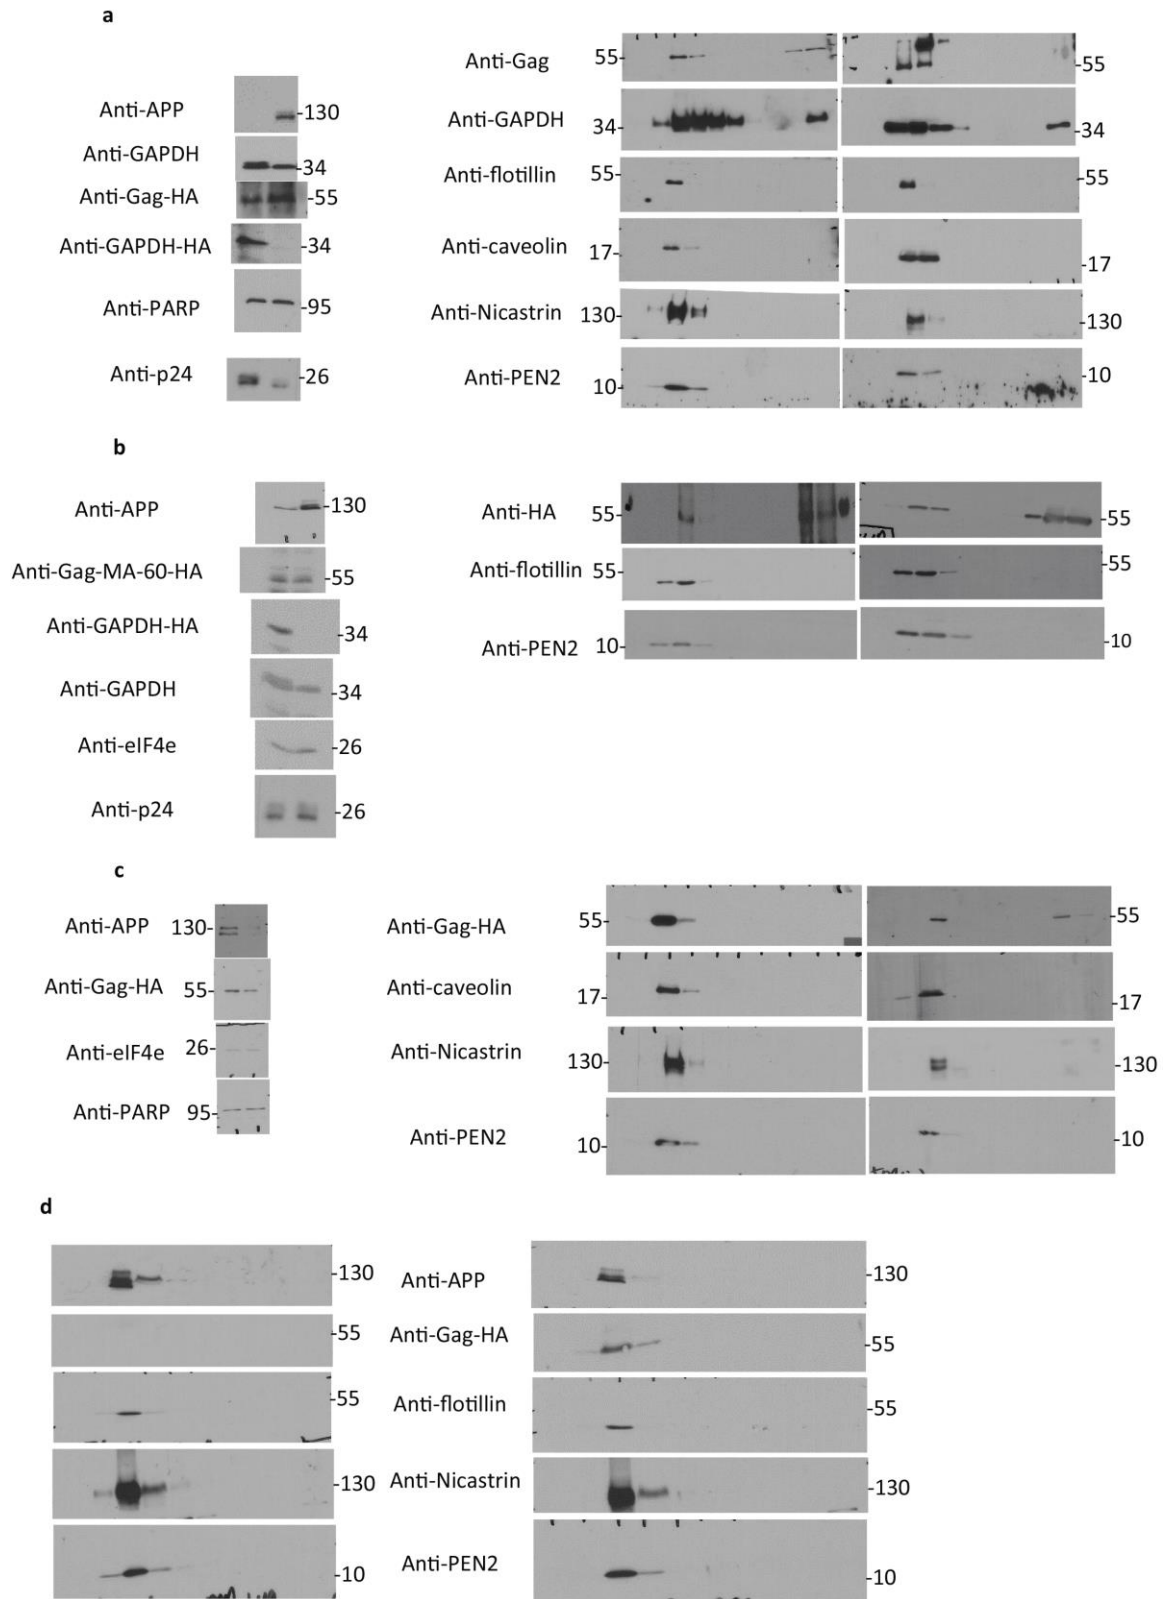 a
Anti-APP
-130
Anti-GAPDH
-34
Anti-Gag-HA
-55
Anti-GAPDH-HA
-34
Anti-PARP
-95
Anti-p24
-26
Anti-Gag 55- -55
Anti-GAPDH 34- -34
Anti-flotillin 55- -55
Anti-caveolin 17- -17
Anti-Nicastrin 130- -130
Anti-PEN2 10- -10
b
Anti-APP
-130
Anti-Gag-MA-60-HA
-55
Anti-GAPDH-HA
-34
Anti-GAPDH
-34
Anti-eIF4e
-26
Anti-p24
-26
Anti-HA 55- -55
Anti-flotillin 55- -55
Anti-PEN2 10- -10
c
Anti-APP 130-
Anti-Gag-HA 55-
Anti-eIF4e 26-
Anti-PARP 95-
Anti-Gag-HA 55- -55
Anti-caveolin 17- -17
Anti-Nicastrin 130- -130
Anti-PEN2 10- -10
d
-130 Anti-APP -130
-55 Anti-Gag-HA -55
-55 Anti-flotillin -55
-130 Anti-Nicastrin -130
-10 Anti-PEN2 -10